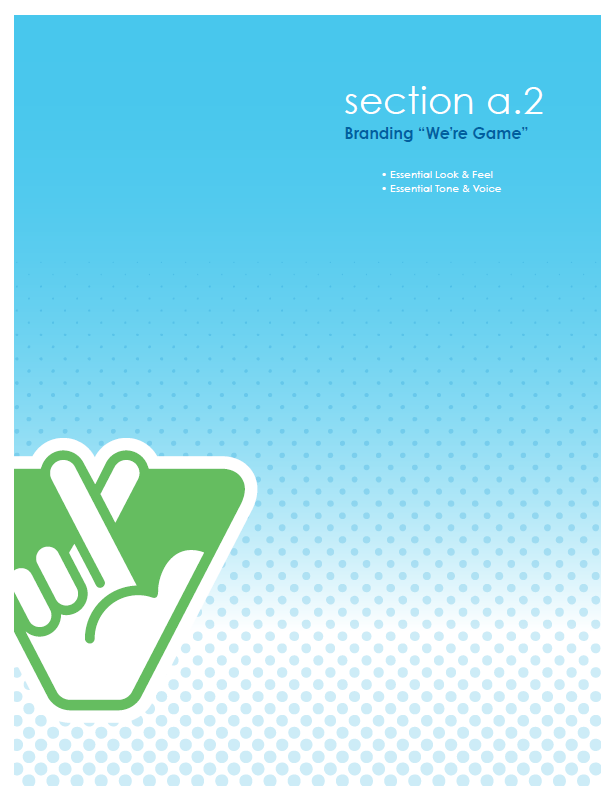 section a.2
Branding “We’re Game”
• Essential Look & Feel
• Essential Tone & Voice